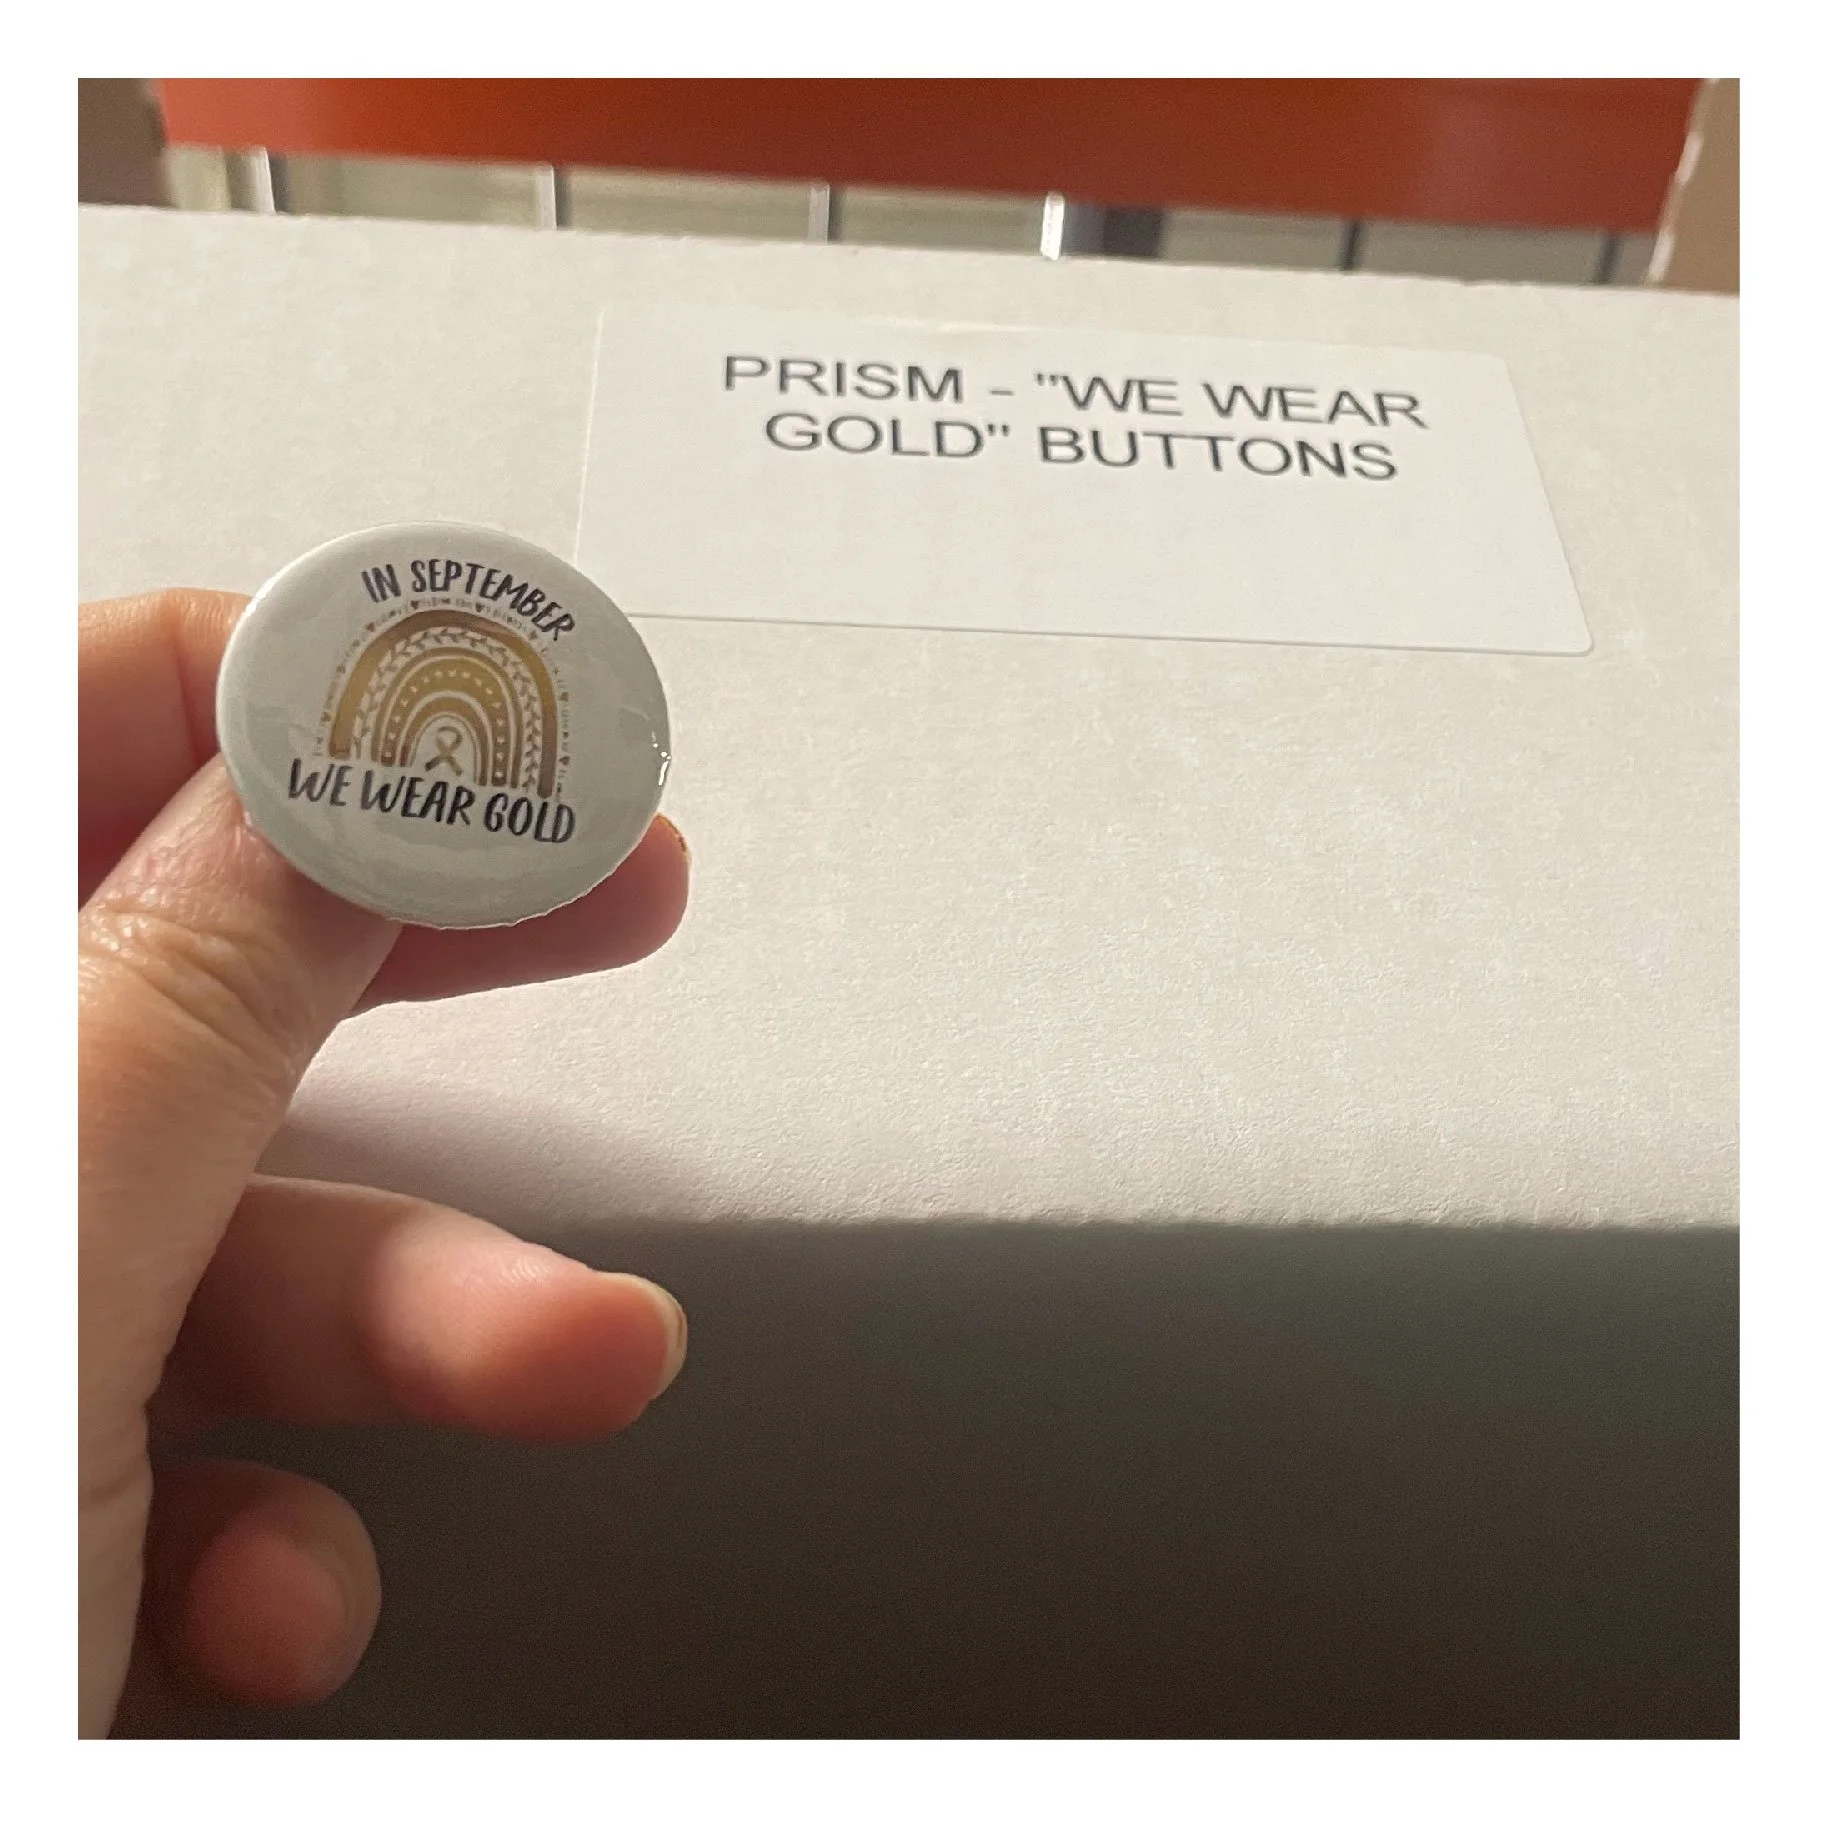 PRISM - "WE WEAR
GOLD" BUTTONS
IN SEPTEMBER
WE WEAR GOLD